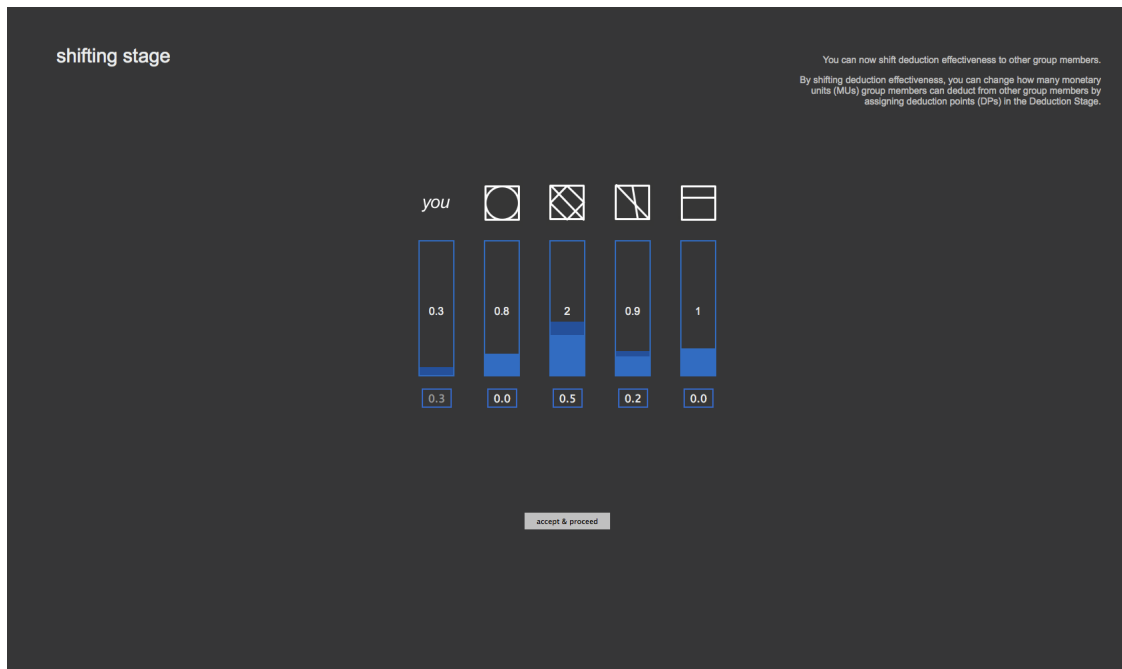 shifting stage
You can now shift deduction effectiveness to other group members.
By shifting deduction effectiveness, you can change how many monetary
units (MUs) group members can deduct from other group members by
assigning deduction points (DPs) in the Deduction Stage.
you
0.3 0.8 2 0.9 1
0.3 0.0 0.5 0.2 0.0
accept & proceed